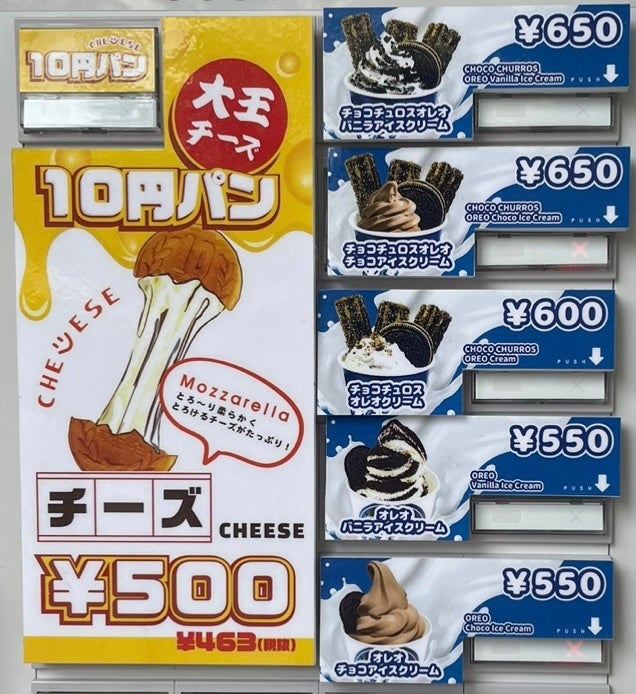 CHEESE
10円パン
大王
チーズ
10円パン
CHEESE
Mozzarella
とろ〜り柔らかく
とろけるチーズがたっぷり！
チーズ
CHEESE
¥500
¥463(税抜)
¥650
CHOCO CHURROS
OREO Vanilla Ice Cream
PUSH
チョコチュロスオレオ
バニラアイスクリーム
¥650
CHOCO CHURROS
OREO Choco Ice Cream
PUSH
チョコチュロスオレオ
チョコアイスクリーム
¥600
CHOCO CHURROS
OREO Cream
PUSH
チョコチュロス
オレオクリーム
¥550
OREO
Vanilla Ice Cream
PUSH
オレオ
バニラアイスクリーム
¥550
OREO
Choco Ice Cream
PUSH
オレオ
チョコアイスクリーム